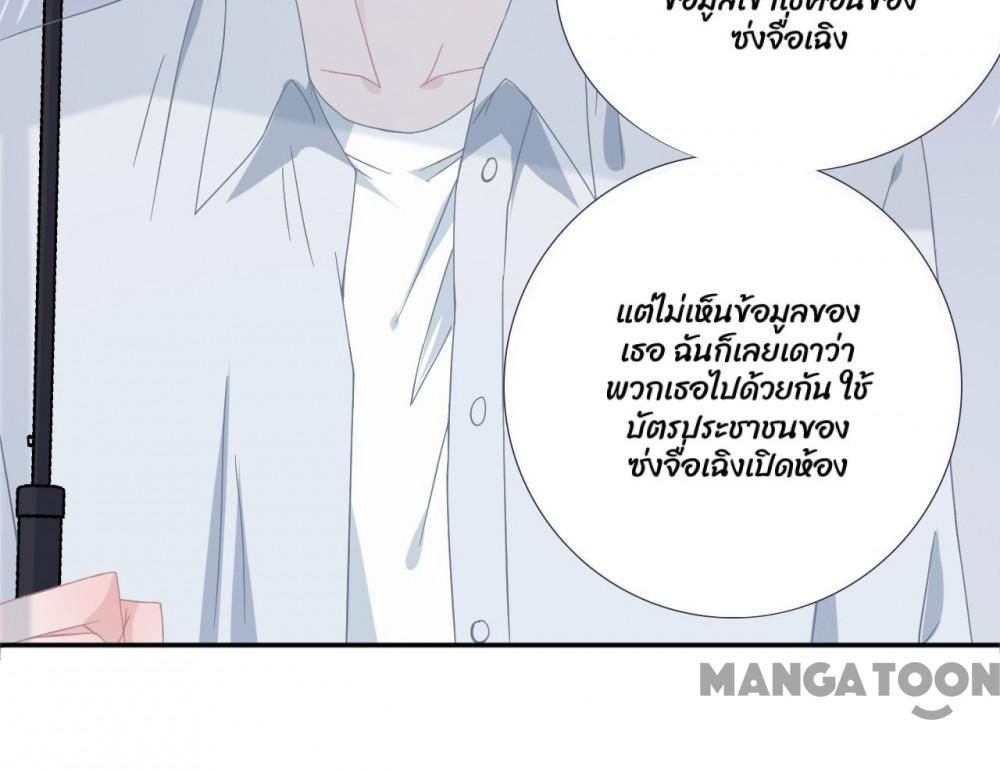 ซ่งจื่อเฉิง
แต่ไม่เห็นข้อมูลของ
เธอ ฉันก็เลยเดาว่า
พวกเธอไปด้วยกัน ใช้
บัตรประชาชนของ
ซ่งจื่อเฉิงเปิดห้อง
MANGATOON